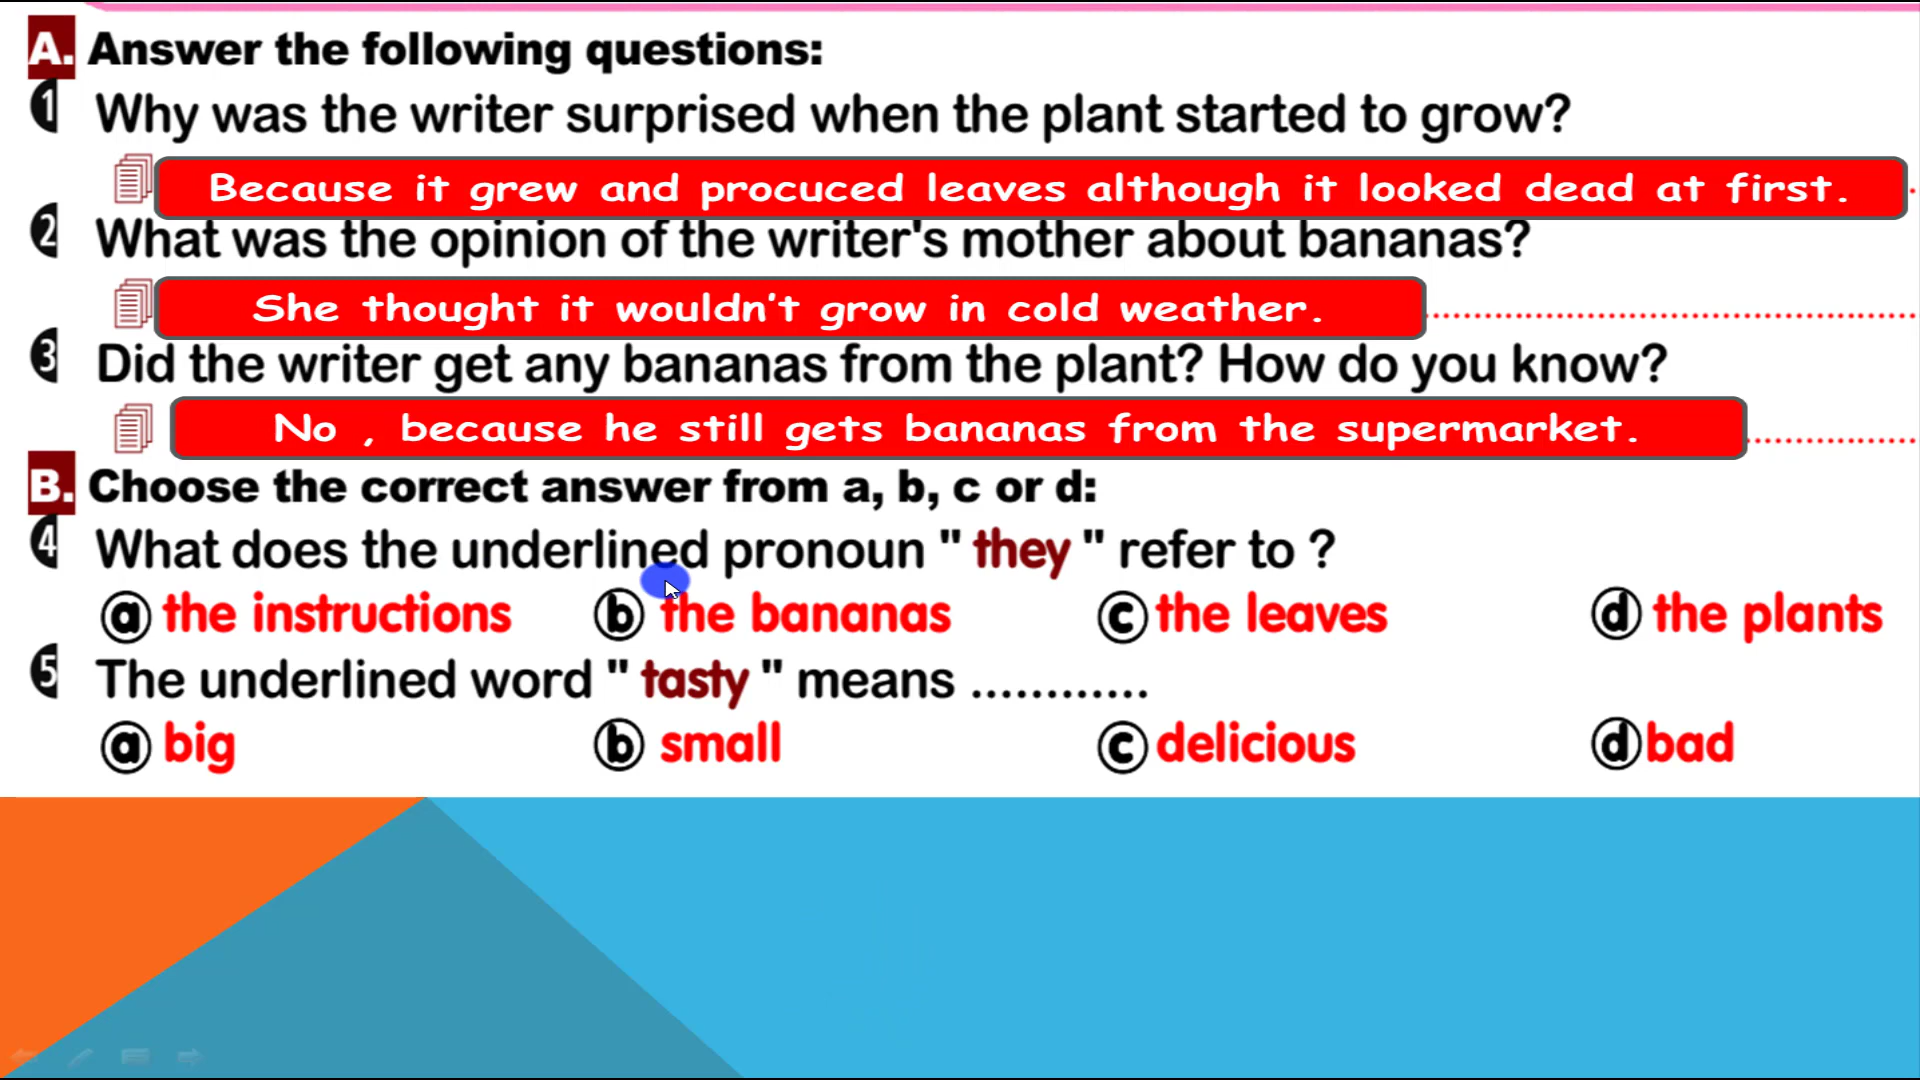 A. Answer the following questions:
1 Why was the writer surprised when the plant started to grow?
Because it grew and procuced leaves although it looked dead at first.
2 What was the opinion of the writer's mother about bananas?
She thought it wouldn't grow in cold weather.
3 Did the writer get any bananas from the plant? How do you know?
No , because he still gets bananas from the supermarket.
B. Choose the correct answer from a, b, c or d:
4 What does the underlined pronoun " they " refer to ?
a the instructions b the bananas c the leaves d the plants
5 The underlined word " tasty " means ............
a big b small c delicious d bad